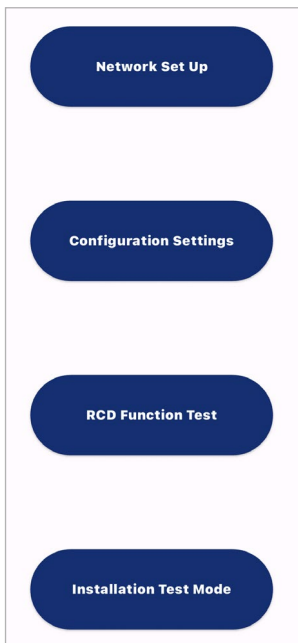 Network Set Up
Configuration Settings
RCD Function Test
Installation Test Mode